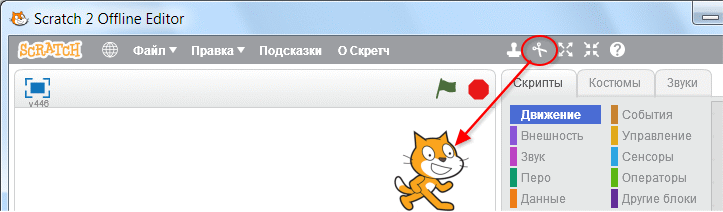 Scratch 2 Offline Editor
SCRATCH Файл Правка Подсказки О Скретч
v446
Скрипты Костюмы Звуки
Движение События
Внешность Управление
Звук Сенсоры
Перо Операторы
Данные Другие блоки